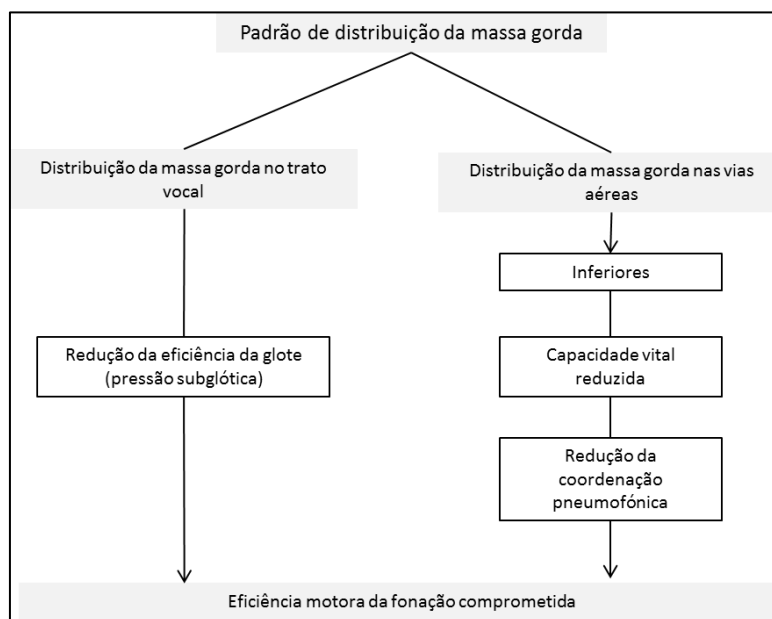 Padrão de distribuição da massa gorda
Distribuição da massa gorda no trato
vocal
Distribuição da massa gorda nas vias
aéreas
Inferiores
Redução da eficiência da glote
(pressão subglótica)
Capacidade vital
reduzida
Redução da
coordenação
pneumofónica
Eficiência motora da fonação comprometida